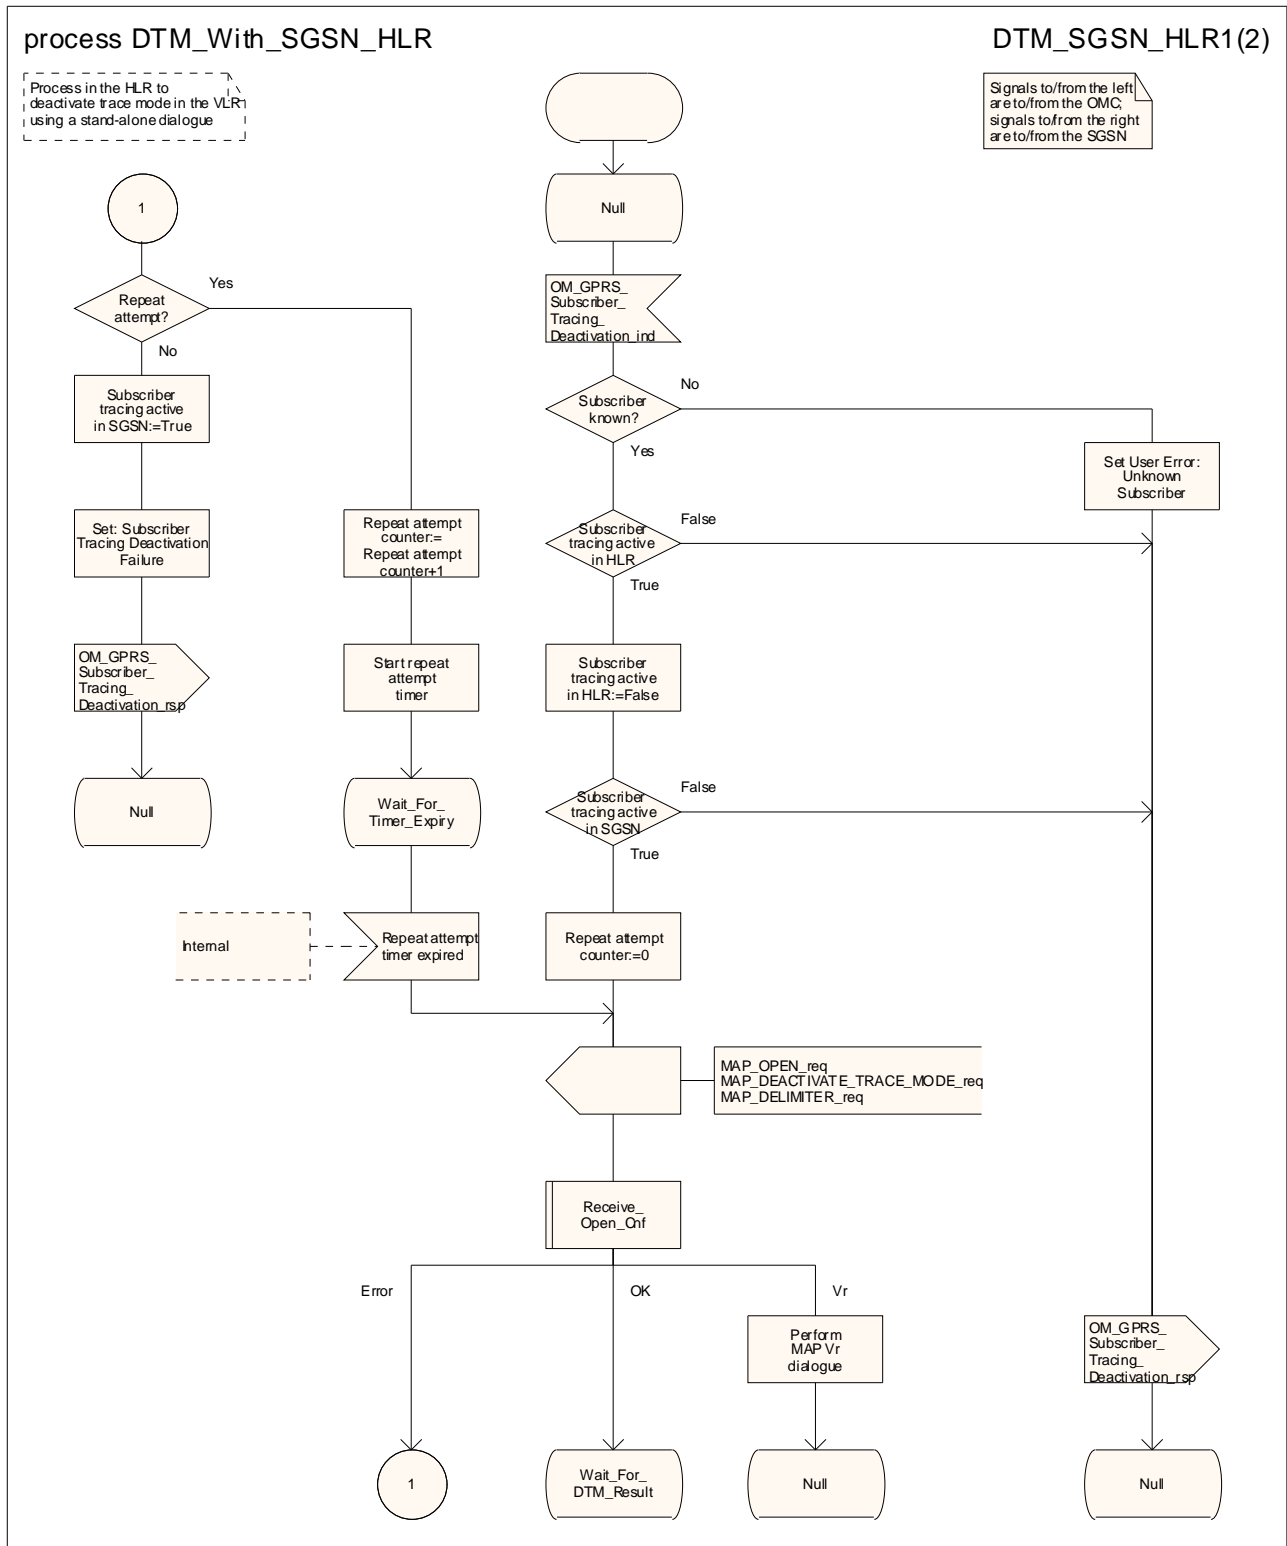 process DTM_With_SGSN_HLR
DTM_SGSN_HLR1(2)
Process in the HLR to
deactivate trace mode in the VLR
using a stand-alone dialogue
Signals to/from the left
are to/from the OMC;
signals to/from the right
are to/from the SGSN
1
Repeat
attempt?
Yes
No
Subscriber
tracing active
in SGSN:=True
Set: Subscriber
Tracing Deactivation
Failure
OM_GPRS_
Subscriber_
Tracing_
Deactivation_rsp
Null
Repeat attempt
counter:=
Repeat attempt
counter+1
Start repeat
attempt
timer
Wait_For_
Timer_Expiry
Internal
Repeat attempt
timer expired
Null
OM_GPRS_
Subscriber_
Tracing_
Deactivation_ind
Subscriber
known?
No
Yes
Set User Error:
Unknown
Subscriber
Subscriber
tracing active
in HLR
False
True
Subscriber
tracing active
in HLR:=False
Subscriber
tracing active
in SGSN
False
True
Repeat attempt
counter:=0
MAP_OPEN_req
MAP_DEACTIVATE_TRACE_MODE_req
MAP_DELIMITER_req
Receive_
Open_Cnf
Error
OK
Vr
Perform
MAP Vr
dialogue
OM_GPRS_
Subscriber_
Tracing_
Deactivation_rsp
1
Wait_For_
DTM_Result
Null
Null